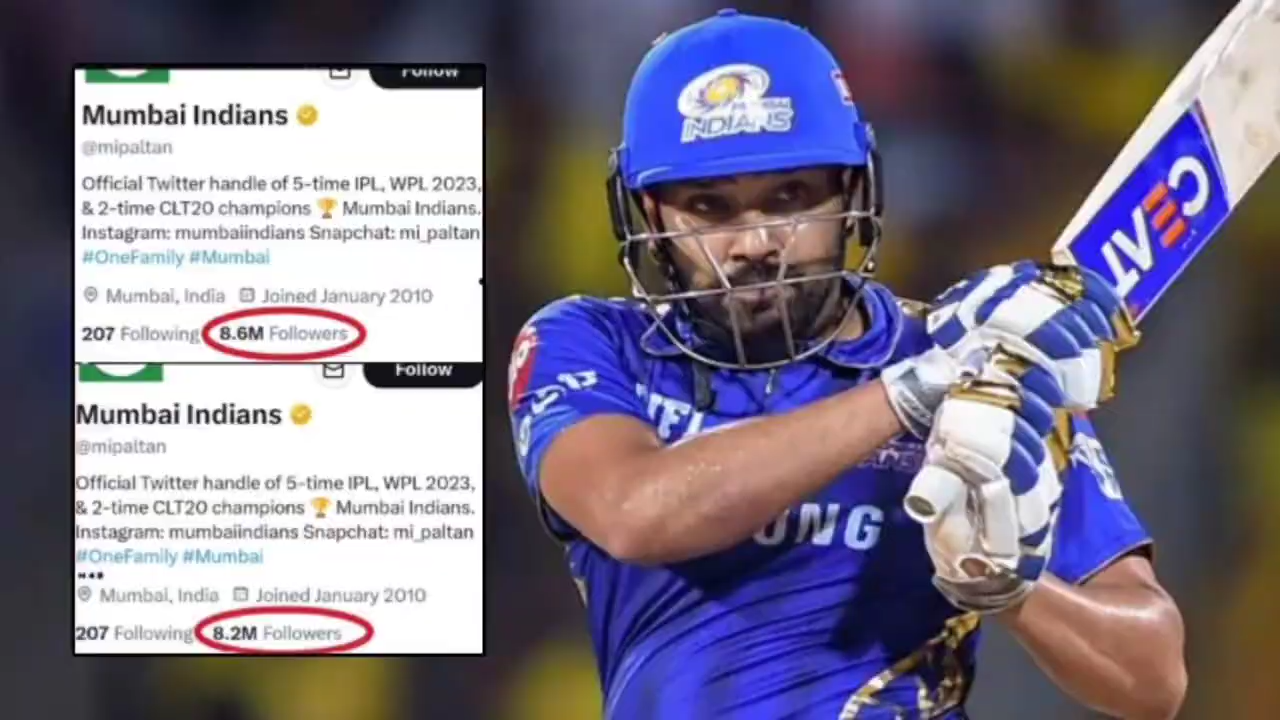 Follow
Mumbai Indians
@mipaltan
Official Twitter handle of 5-time IPL, WPL 2023,
& 2-time CLT20 champions 🏆 Mumbai Indians.
Instagram: mumbaiindians Snapchat: mi_paltan
#OneFamily #Mumbai
Mumbai, India Joined January 2010
207 Following 8.6M Followers
Follow
Mumbai Indians
@mipaltan
Official Twitter handle of 5-time IPL, WPL 2023,
& 2-time CLT20 champions 🏆 Mumbai Indians.
Instagram: mumbaiindians Snapchat: mi_paltan
#OneFamily #Mumbai
Mumbai, India Joined January 2010
207 Following 8.2M Followers
MUMBAI
INDIANS
CEAT
UNG